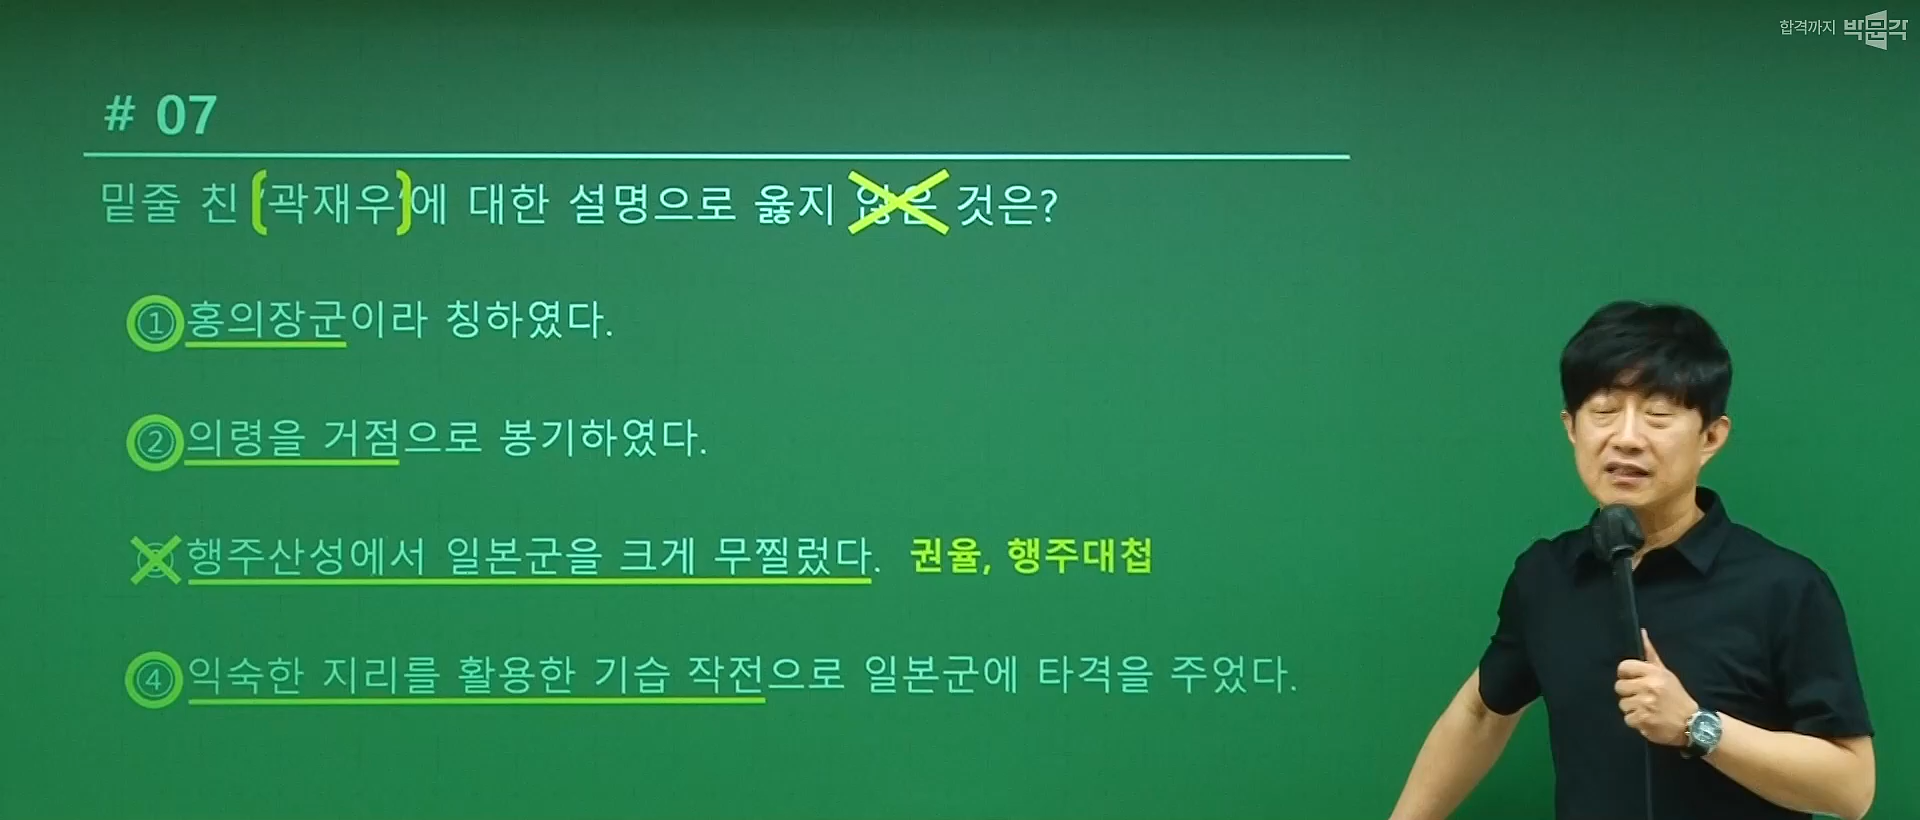 합격까지 박문각
# 07
밑줄 친 '곽재우'에 대한 설명으로 옳지 않은 것은?
① 홍의장군이라 칭하였다.
② 의령을 거점으로 봉기하였다.
③ 행주산성에서 일본군을 크게 무찔렀다. 권율, 행주대첩
④ 익숙한 지리를 활용한 기습 작전으로 일본군에 타격을 주었다.